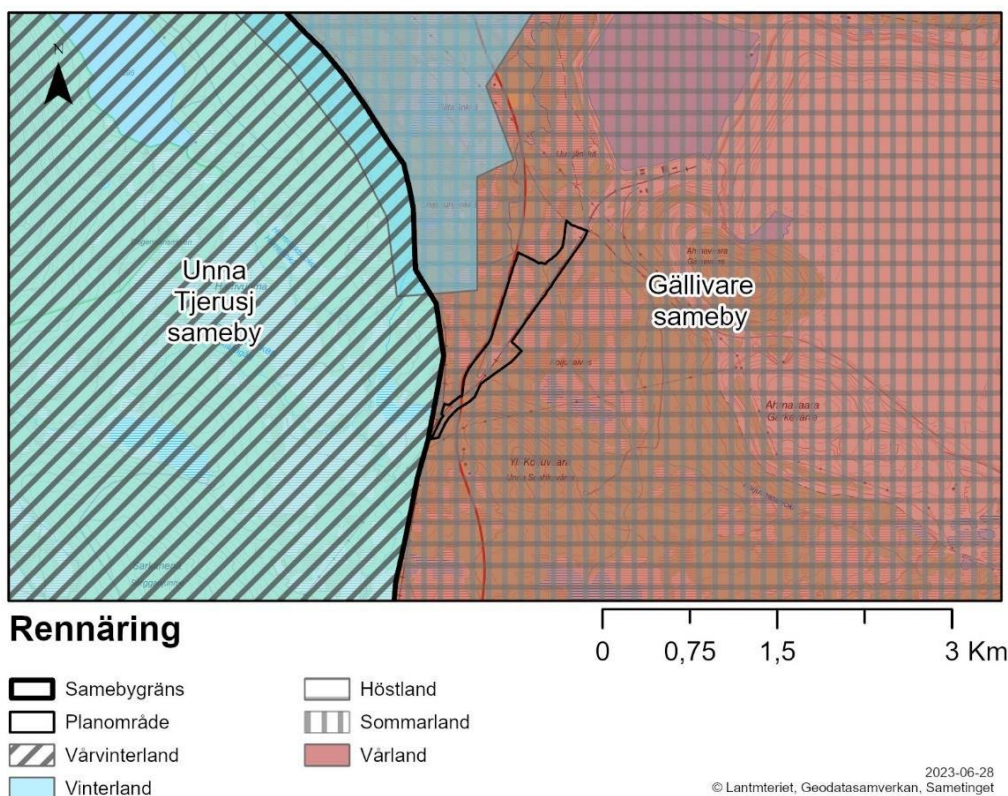 N
Unna
Tjerusj
sameby
Gällivare
sameby
Rennäring
0 0,75 1,5 3 Km
Samebygräns
Planområde
Vårvinterland
Vinterland
Höstland
Sommarland
Vårland
2023-06-28
© Lantmteriet, Geodatasamverkan, Sametinget